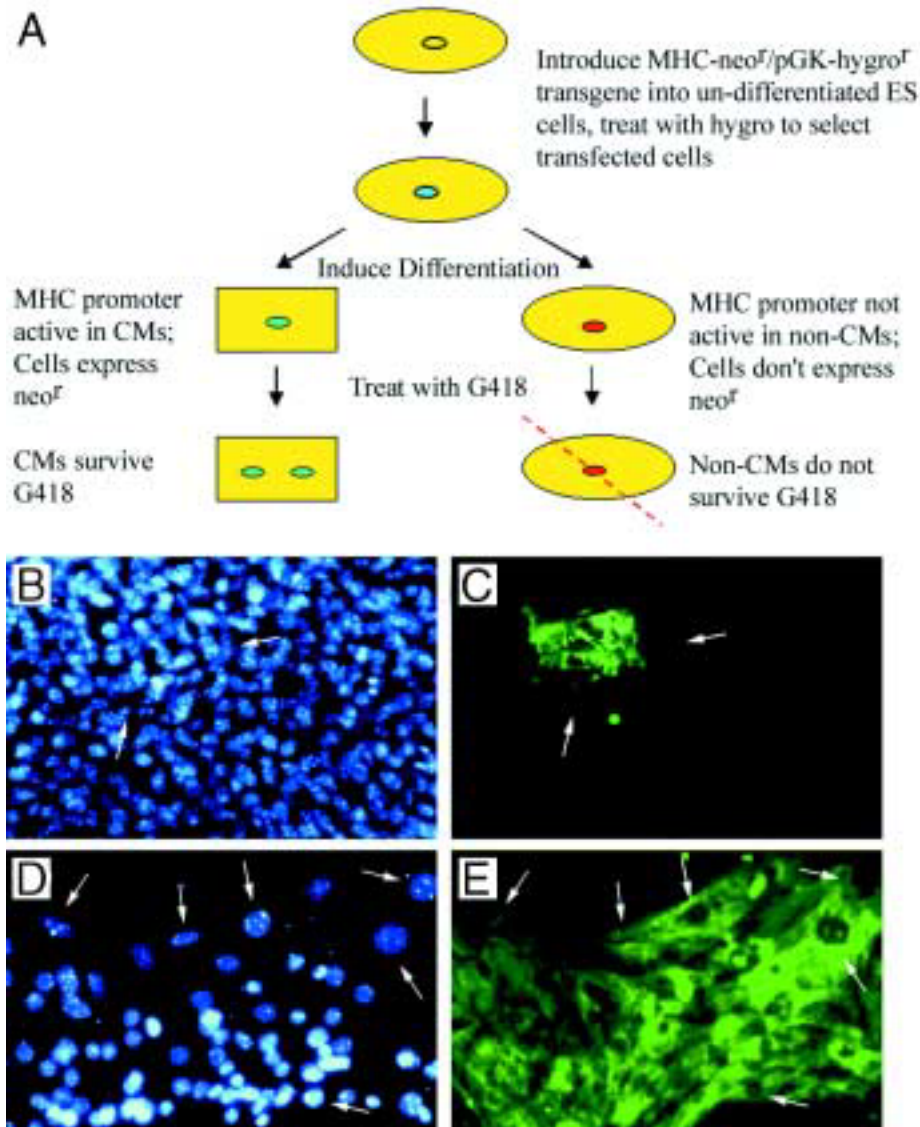 A
Introduce MHC-neoʳ/pGK-hygroʳ
transgene into un-differentiated ES
cells, treat with hygro to select
transfected cells
Induce Differentiation
MHC promoter
active in CMs;
Cells express
neoʳ
MHC promoter not
active in non-CMs;
Cells don't express
neoʳ
Treat with G418
CMs survive
G418
Non-CMs do not
survive G418
B
C
D
E